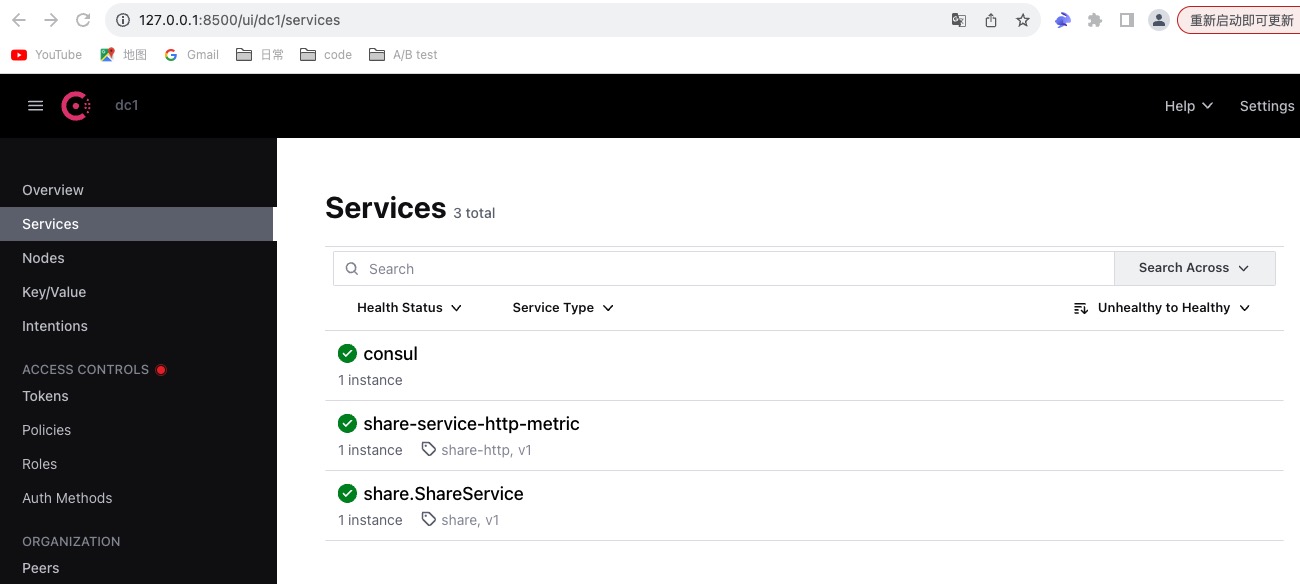 127.0.0.1:8500/ui/dc1/services
重新启动即可更新
YouTube 地图 Gmail 日常 code A/B test
dc1 Help Settings
Overview
Services
Nodes
Key/Value
Intentions
ACCESS CONTROLS
Tokens
Policies
Roles
Auth Methods
ORGANIZATION
Peers
Services 3 total
Search Search Across
Health Status Service Type Unhealthy to Healthy
consul
1 instance
share-service-http-metric
1 instance share-http, v1
share.ShareService
1 instance share, v1